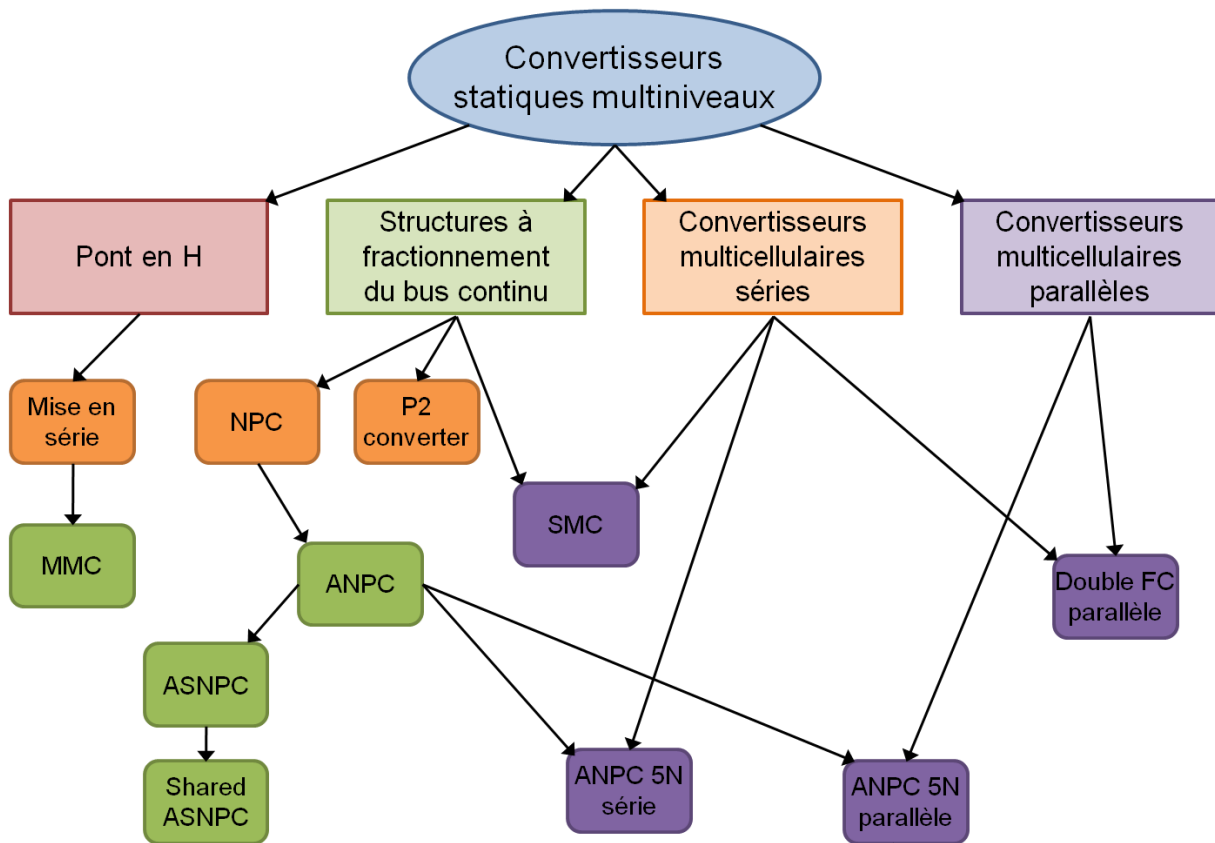 Convertisseurs
statiques multiniveaux
Pont en H
Structures à
fractionnement
du bus continu
Convertisseurs
multicellulaires
séries
Convertisseurs
multicellulaires
parallèles
Mise en
série
NPC
P2
converter
SMC
MMC
ANPC
Double FC
parallèle
ASNPC
Shared
ASNPC
ANPC 5N
série
ANPC 5N
parallèle